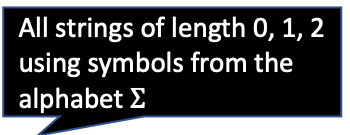 All strings of length 0, 1, 2
using symbols from the
alphabet Σ